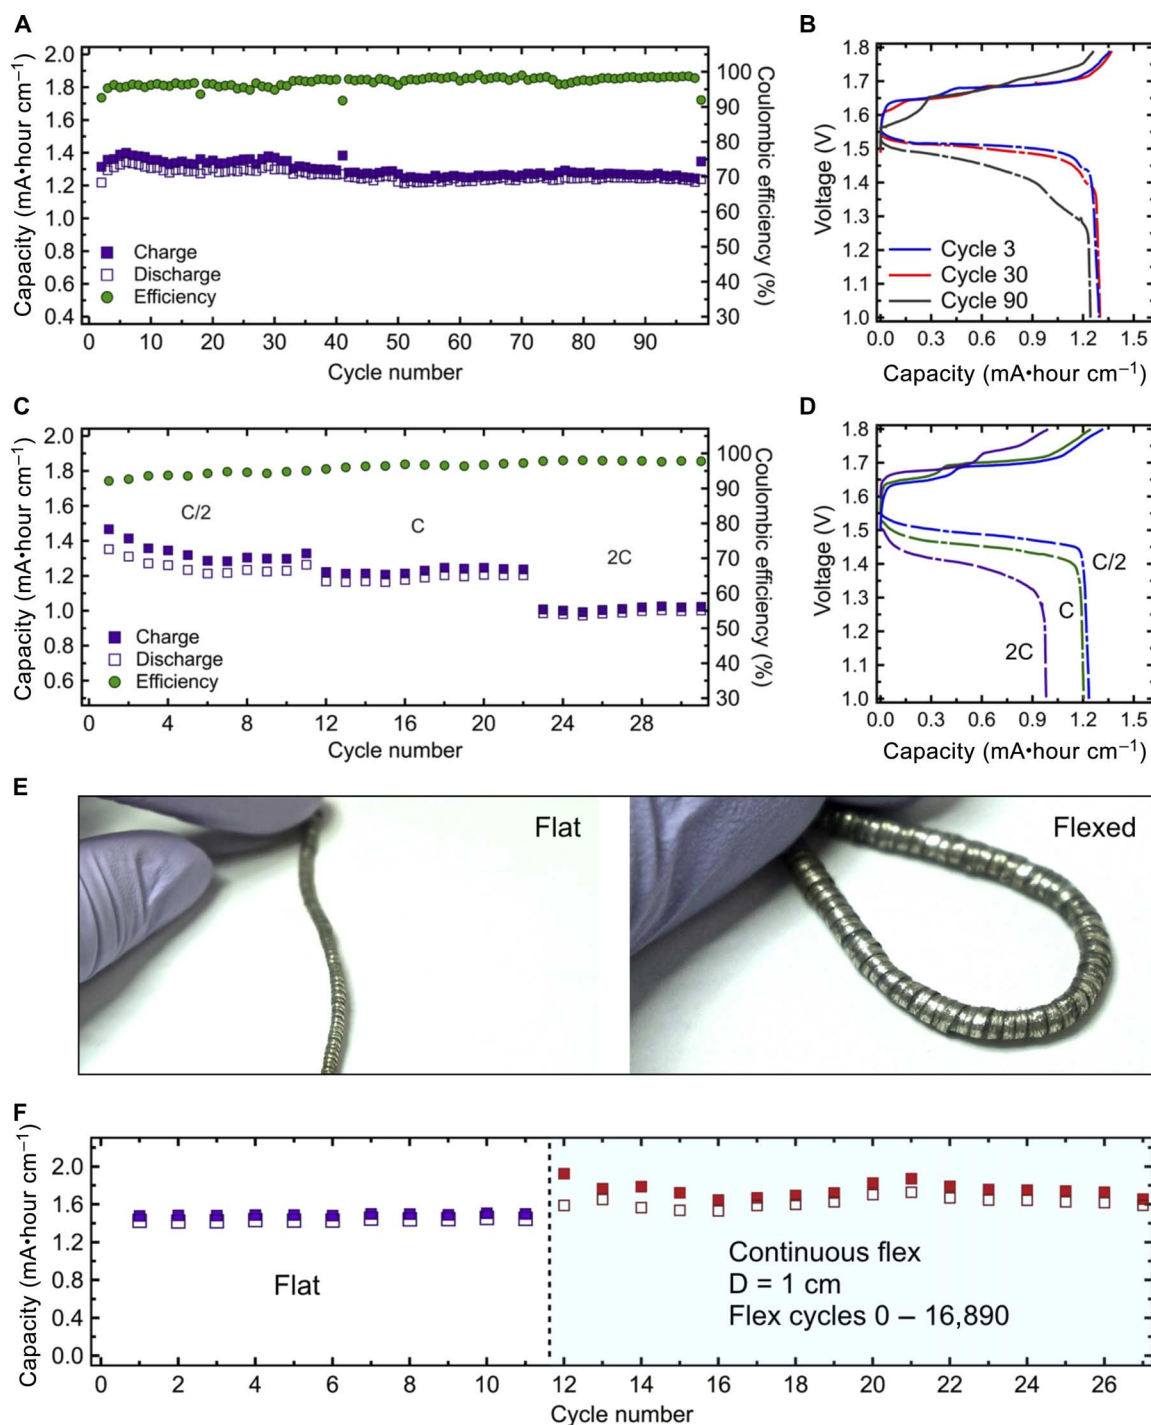 A
Capacity (mA•hour cm⁻¹)
2.0
1.8
1.6
1.4
1.2
1.0
0.8
0.6
0.4
Charge
Discharge
Efficiency
100
90
80
70
60
50
40
30
Coulombic efficiency (%)
0 10 20 30 40 50 60 70 80 90
Cycle number
B
Voltage (V)
1.8
1.7
1.6
1.5
1.4
1.3
1.2
1.1
1.0
Cycle 3
Cycle 30
Cycle 90
0.0 0.3 0.6 0.9 1.2 1.5
Capacity (mA•hour cm⁻¹)
C
Capacity (mA•hour cm⁻¹)
2.0
1.8
1.6
1.4
1.2
1.0
0.8
0.6
C/2
C
2C
Charge
Discharge
Efficiency
100
90
80
70
60
50
40
30
Coulombic efficiency (%)
0 4 8 12 16 20 24 28
Cycle number
D
Voltage (V)
1.8
1.7
1.6
1.5
1.4
1.3
1.2
1.1
1.0
C/2
C
2C
0.0 0.3 0.6 0.9 1.2 1.5
Capacity (mA•hour cm⁻¹)
E
Flat
Flexed
F
Capacity (mA•hour cm⁻¹)
2.0
1.6
1.2
0.8
0.4
0.0
Flat
Continuous flex
D = 1 cm
Flex cycles 0 – 16,890
0 2 4 6 8 10 12 14 16 18 20 22 24 26
Cycle number